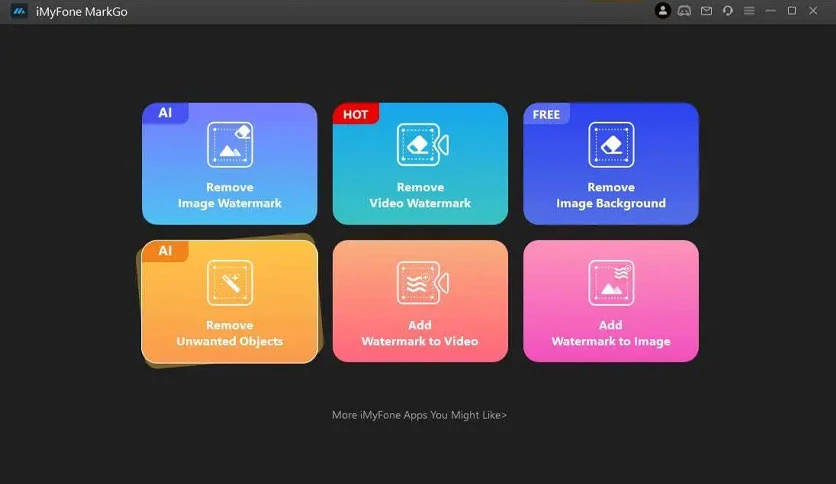 iMyFone MarkGo
AI
Remove
Image Watermark
HOT
Remove
Video Watermark
FREE
Remove
Image Background
AI
Remove
Unwanted Objects
Add
Watermark to Video
Add
Watermark to Image
More iMyFone Apps You Might Like>